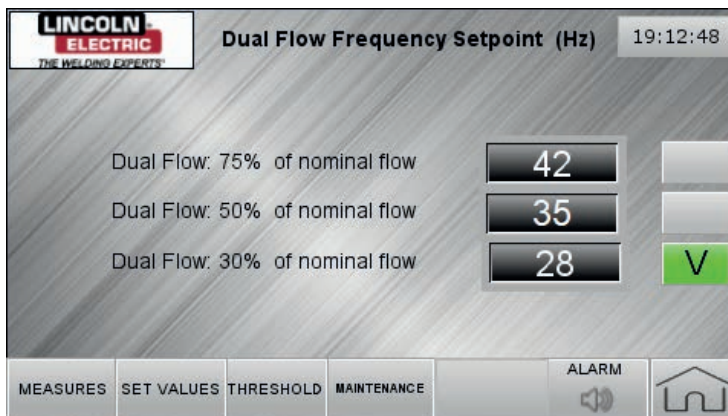 LINCOLN
ELECTRIC
THE WELDING EXPERTS®
Dual Flow Frequency Setpoint (Hz)
19:12:48
Dual Flow: 75% of nominal flow 42
Dual Flow: 50% of nominal flow 35
Dual Flow: 30% of nominal flow 28 V
MEASURES SET VALUES THRESHOLD MAINTENANCE ALARM